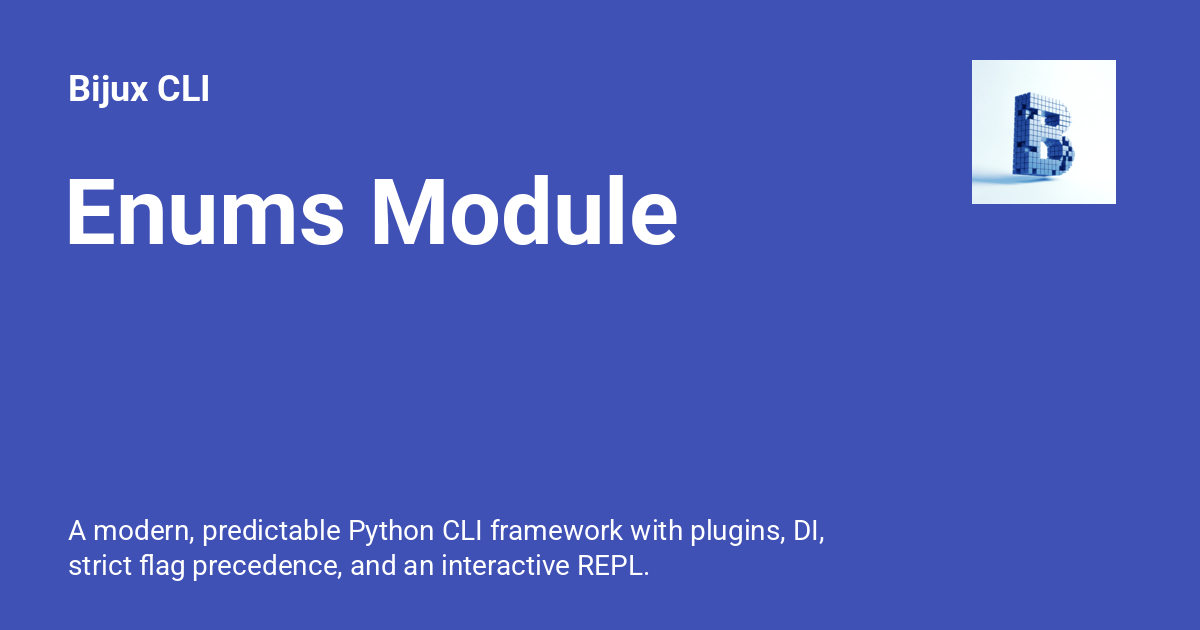 Bijux CLI
Enums Module
B
A modern, predictable Python CLI framework with plugins, DI,
strict flag precedence, and an interactive REPL.